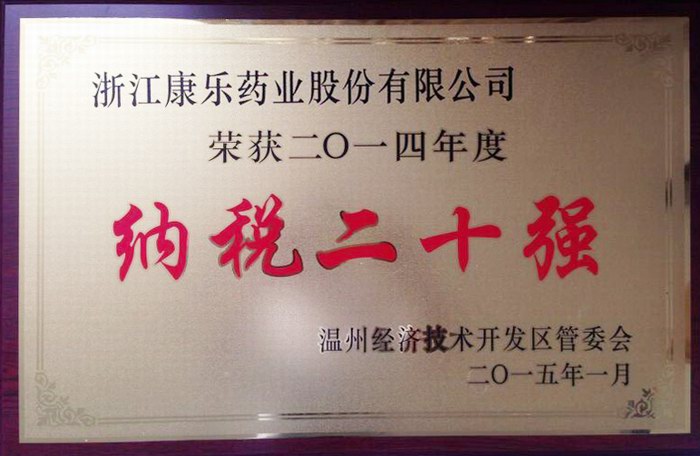 浙江康乐药业股份有限公司
荣获二〇一四年度
纳税二十强
温州经济技术开发区管委会
二〇一五年一月